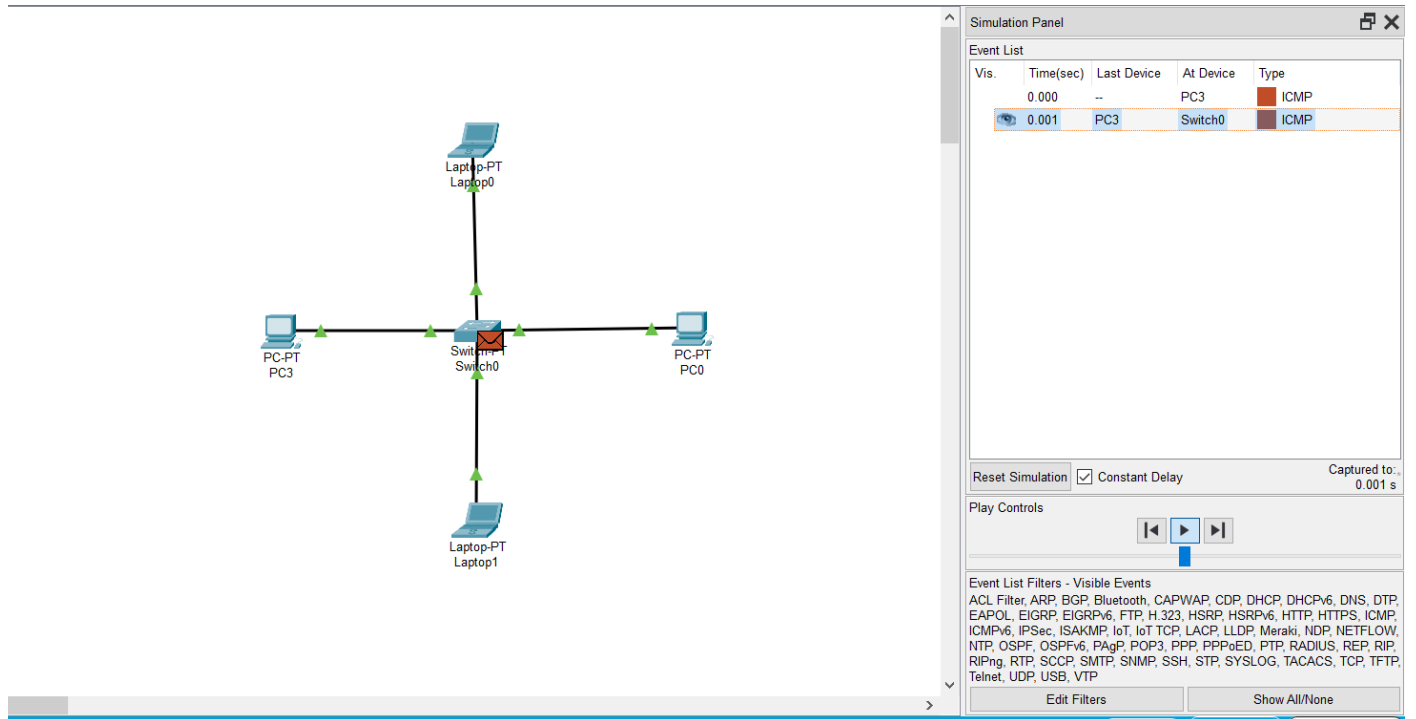 Laptop-PT
Laptop0
PC-PT
PC3
Switch-PT
Switch0
PC-PT
PC0
Laptop-PT
Laptop1
Simulation Panel
Event List
Vis. Time(sec) Last Device At Device Type
0.000 -- PC3 ICMP
0.001 PC3 Switch0 ICMP
Reset Simulation Constant Delay Captured to:
0.001 s
Play Controls
Event List Filters - Visible Events
ACL Filter, ARP, BGP, Bluetooth, CAPWAP, CDP, DHCP, DHCPv6, DNS, DTP,
EAPOL, EIGRP, EIGRPv6, FTP, H.323, HSRP, HSRPv6, HTTP, HTTPS, ICMP,
ICMPv6, IPSec, ISAKMP, IoT, IoT TCP, LACP, LLDP, Meraki, NDP, NETFLOW,
NTP, OSPF, OSPFv6, PAgP, POP3, PPP, PPPoED, PTP, RADIUS, REP, RIP,
RIPng, RTP, SCCP, SMTP, SNMP, SSH, STP, SYSLOG, TACACS, TCP, TFTP,
Telnet, UDP, USB, VTP
Edit Filters Show All/None